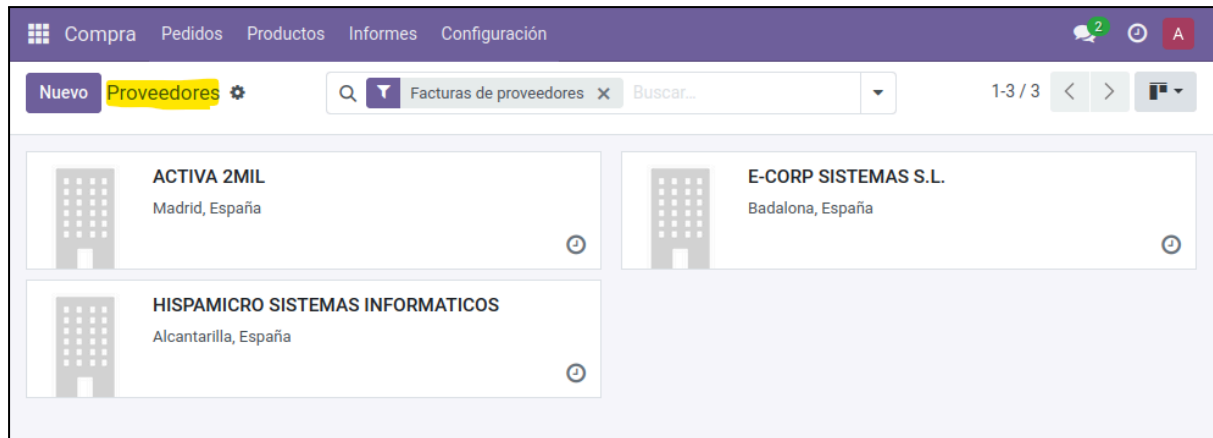 Compra Pedidos Productos Informes Configuración 2 A
Nuevo Proveedores Facturas de proveedores Buscar... 1-3 / 3
ACTIVA 2MIL
Madrid, España
E-CORP SISTEMAS S.L.
Badalona, España
HISPAMICRO SISTEMAS INFORMATICOS
Alcantarilla, España